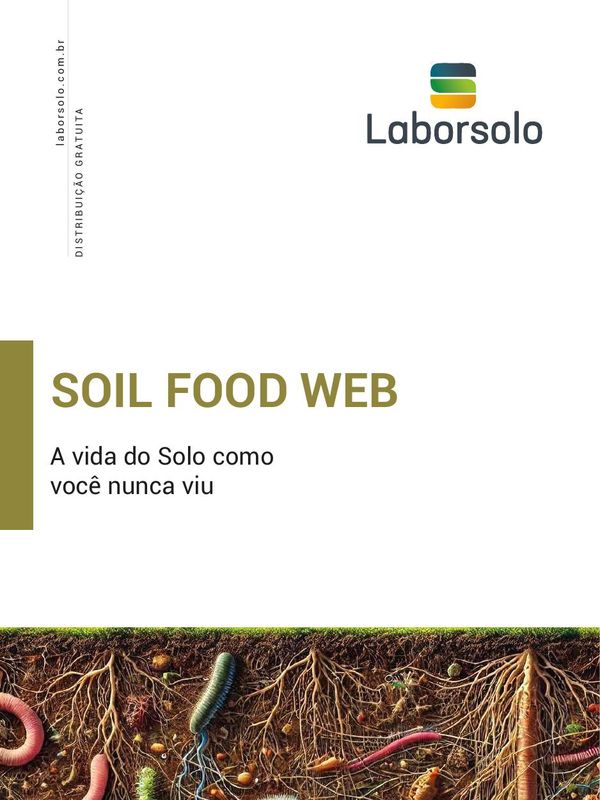 laborsolo.com.br
DISTRIBUIÇÃO GRATUITA
Laborsolo
SOIL FOOD WEB
A vida do Solo como
você nunca viu